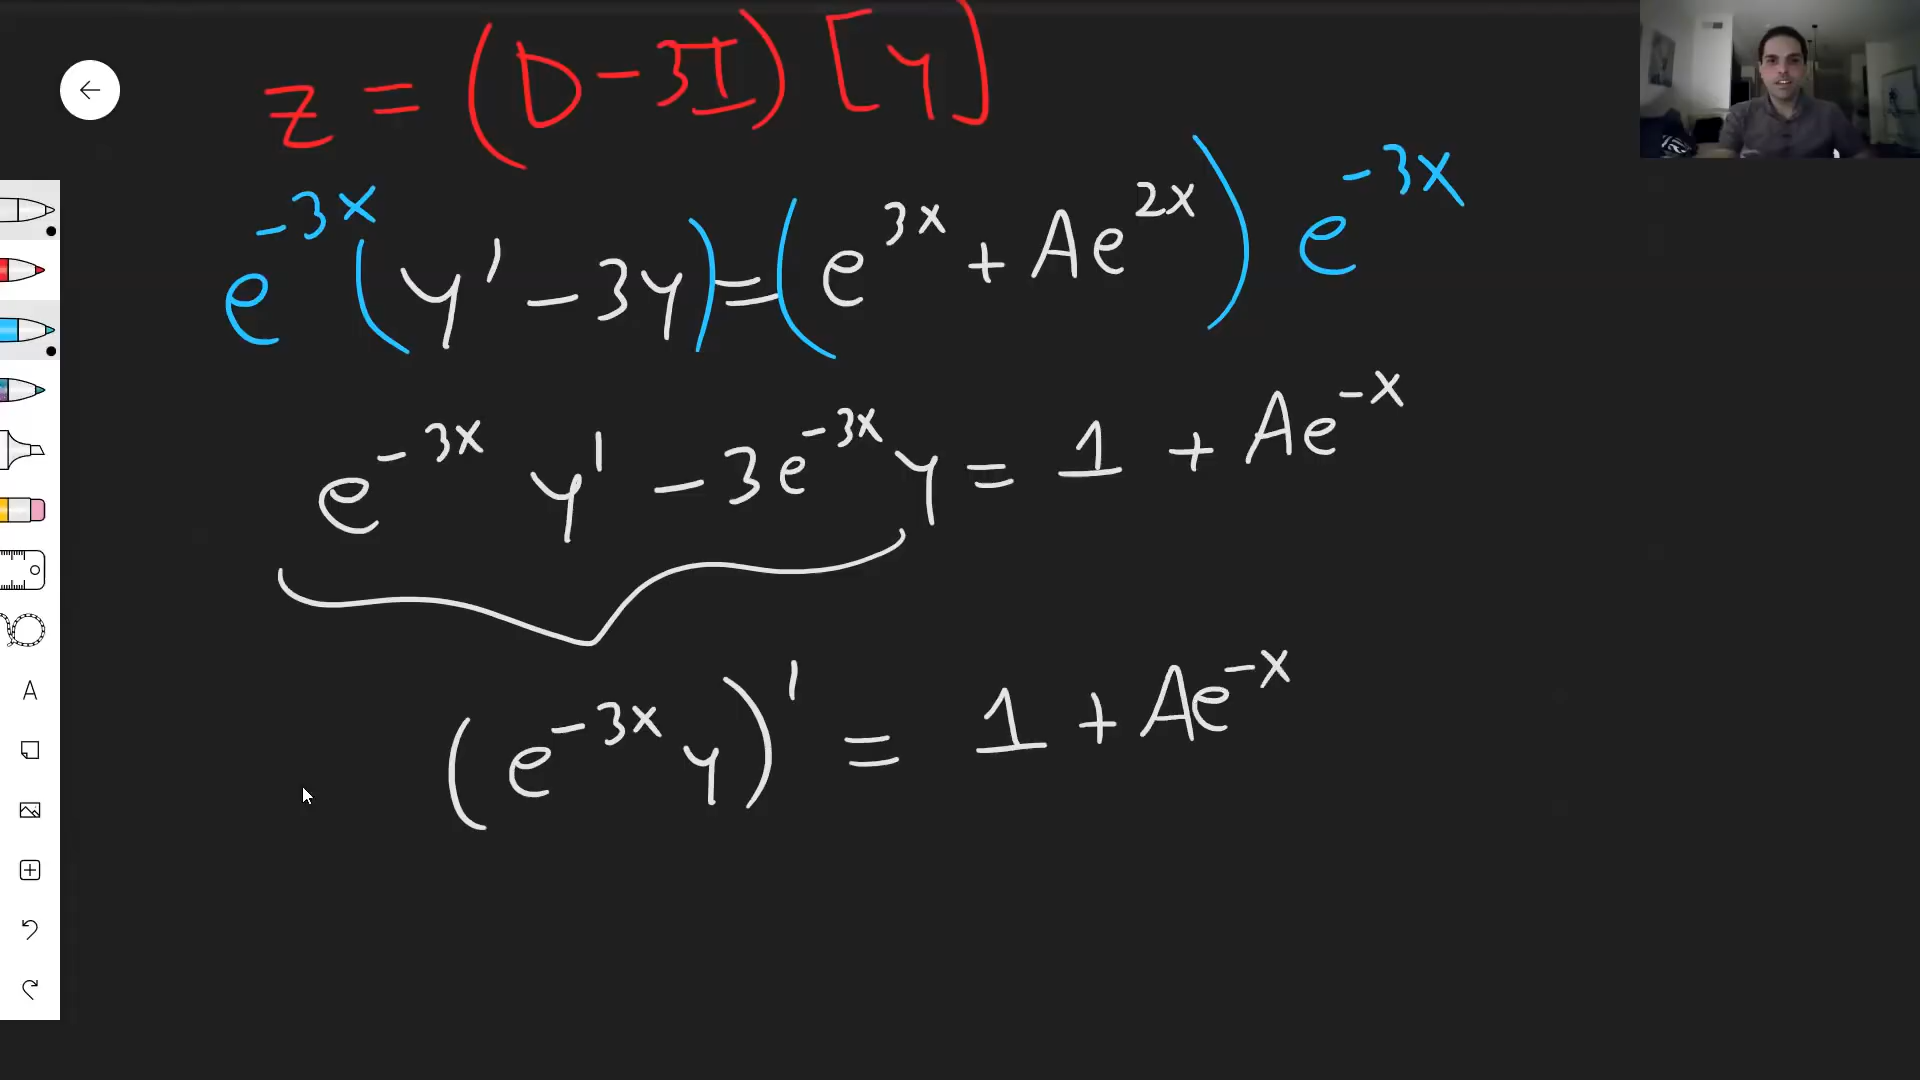 z = (D - 3I) [y]
e^{-3x} (y' - 3y) = (e^{3x} + Ae^{2x}) e^{-3x}
e^{-3x} y' - 3e^{-3x} y = 1 + Ae^{-x}
(e^{-3x} y)' = 1 + Ae^{-x}
A